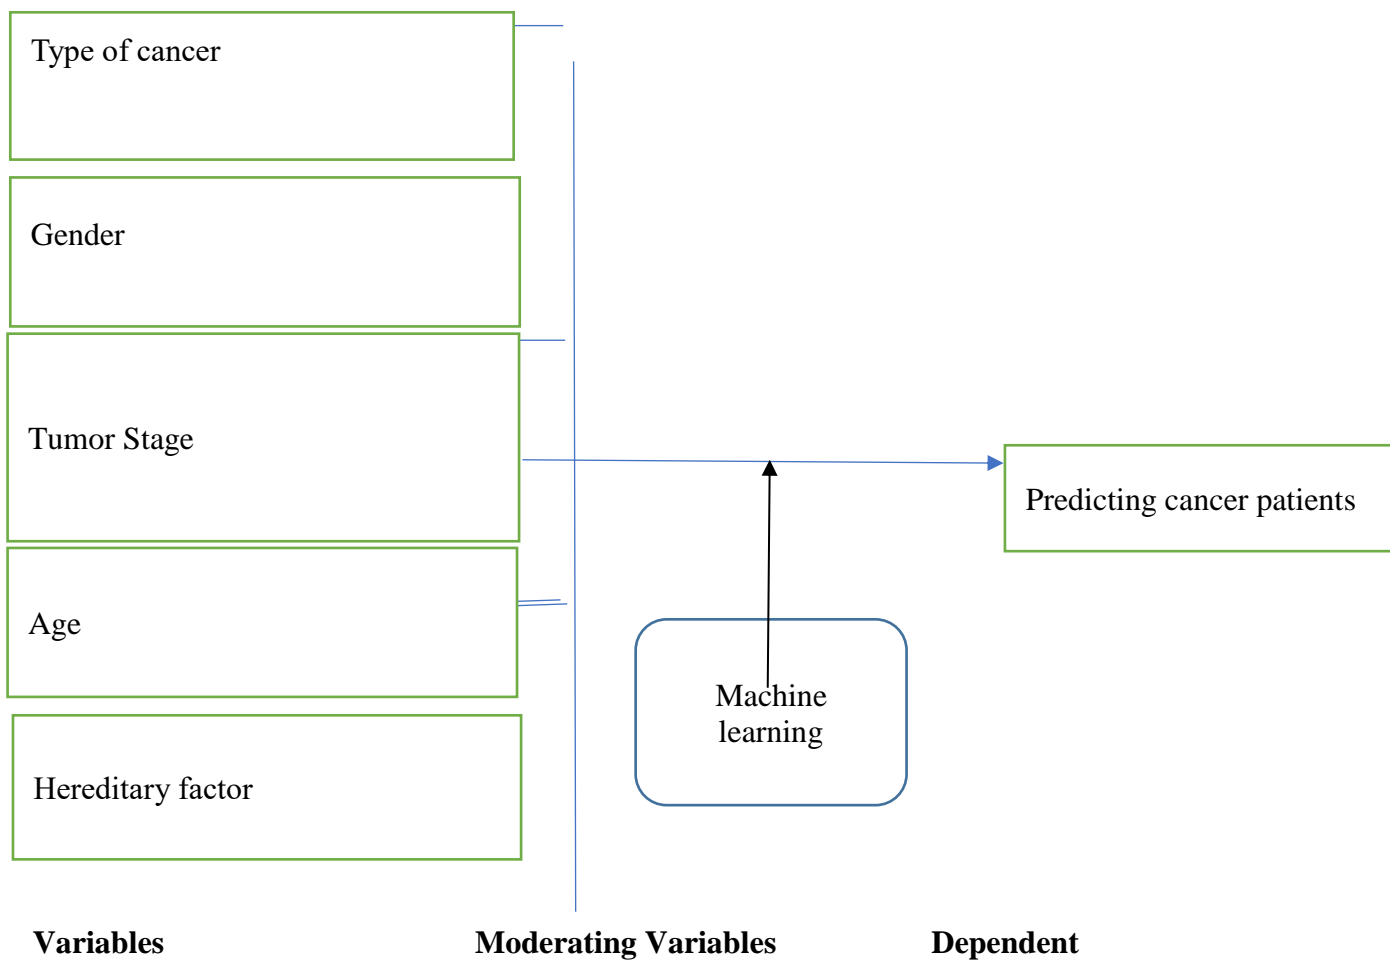 Type of cancer
Gender
Tumor Stage
Predicting cancer patients
Age
Machine
learning
Hereditary factor
Variables Moderating Variables Dependent